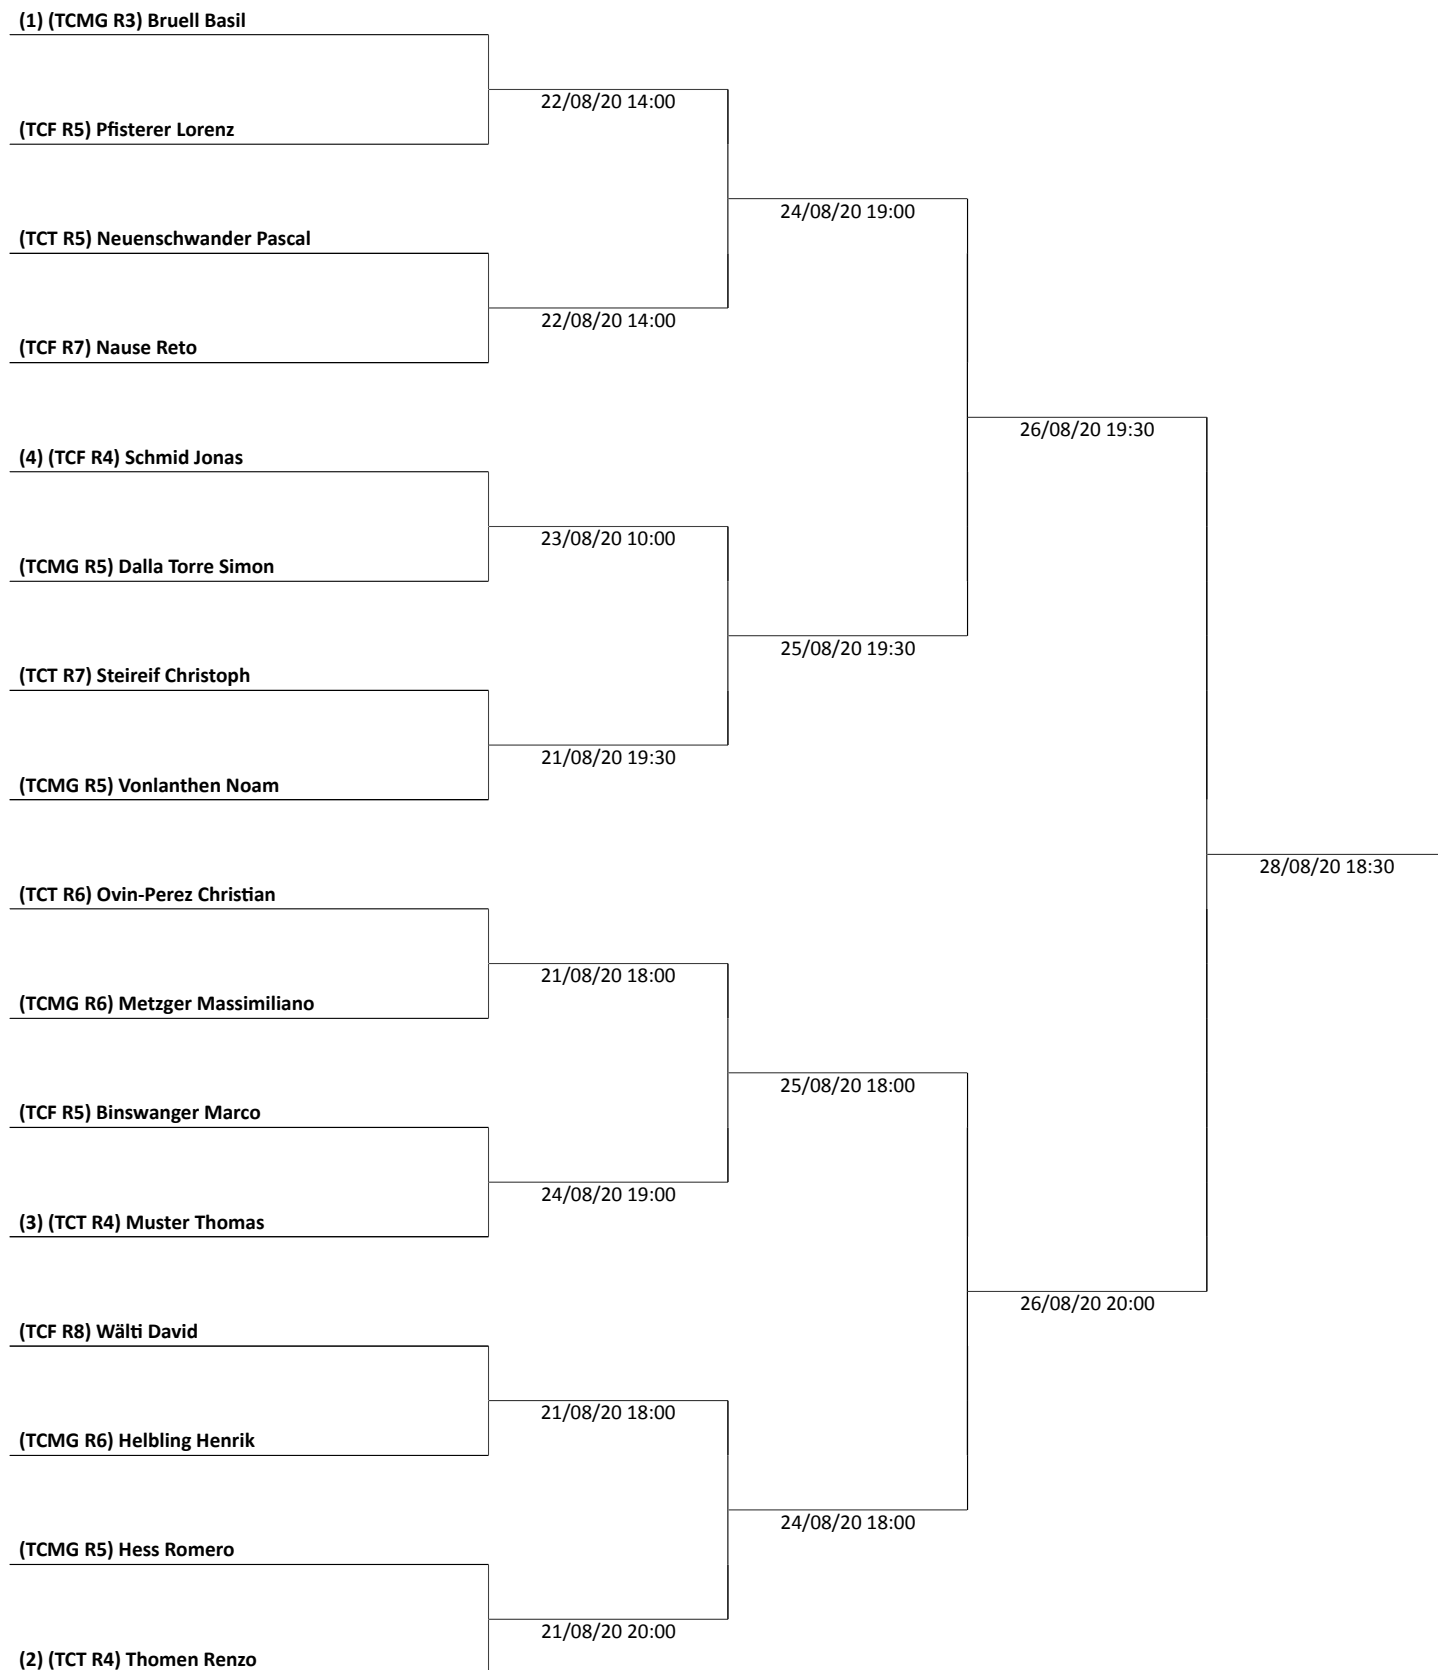 (1) (TCMG R3) Bruell Basil
22/08/20 14:00
(TCF R5) Pfisterer Lorenz
24/08/20 19:00
(TCT R5) Neuenschwander Pascal
22/08/20 14:00
(TCF R7) Nause Reto
26/08/20 19:30
(4) (TCF R4) Schmid Jonas
23/08/20 10:00
(TCMG R5) Dalla Torre Simon
25/08/20 19:30
(TCT R7) Steireif Christoph
21/08/20 19:30
(TCMG R5) Vonlanthen Noam
28/08/20 18:30
(TCT R6) Ovin-Perez Christian
21/08/20 18:00
(TCMG R6) Metzger Massimiliano
25/08/20 18:00
(TCF R5) Binswanger Marco
24/08/20 19:00
(3) (TCT R4) Muster Thomas
26/08/20 20:00
(TCF R8) Wälti David
21/08/20 18:00
(TCMG R6) Helbling Henrik
24/08/20 18:00
(TCMG R5) Hess Romero
21/08/20 20:00
(2) (TCT R4) Thomen Renzo